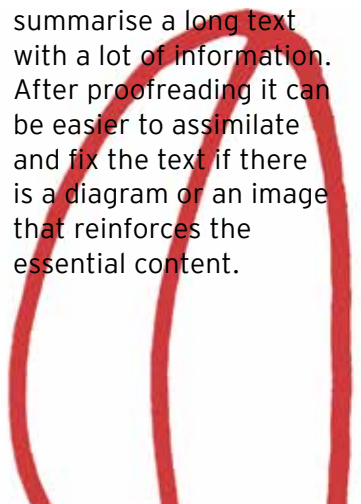 summarise a long text
with a lot of information.
After proofreading it can
be easier to assimilate
and fix the text if there
is a diagram or an image
that reinforces the
essential content.